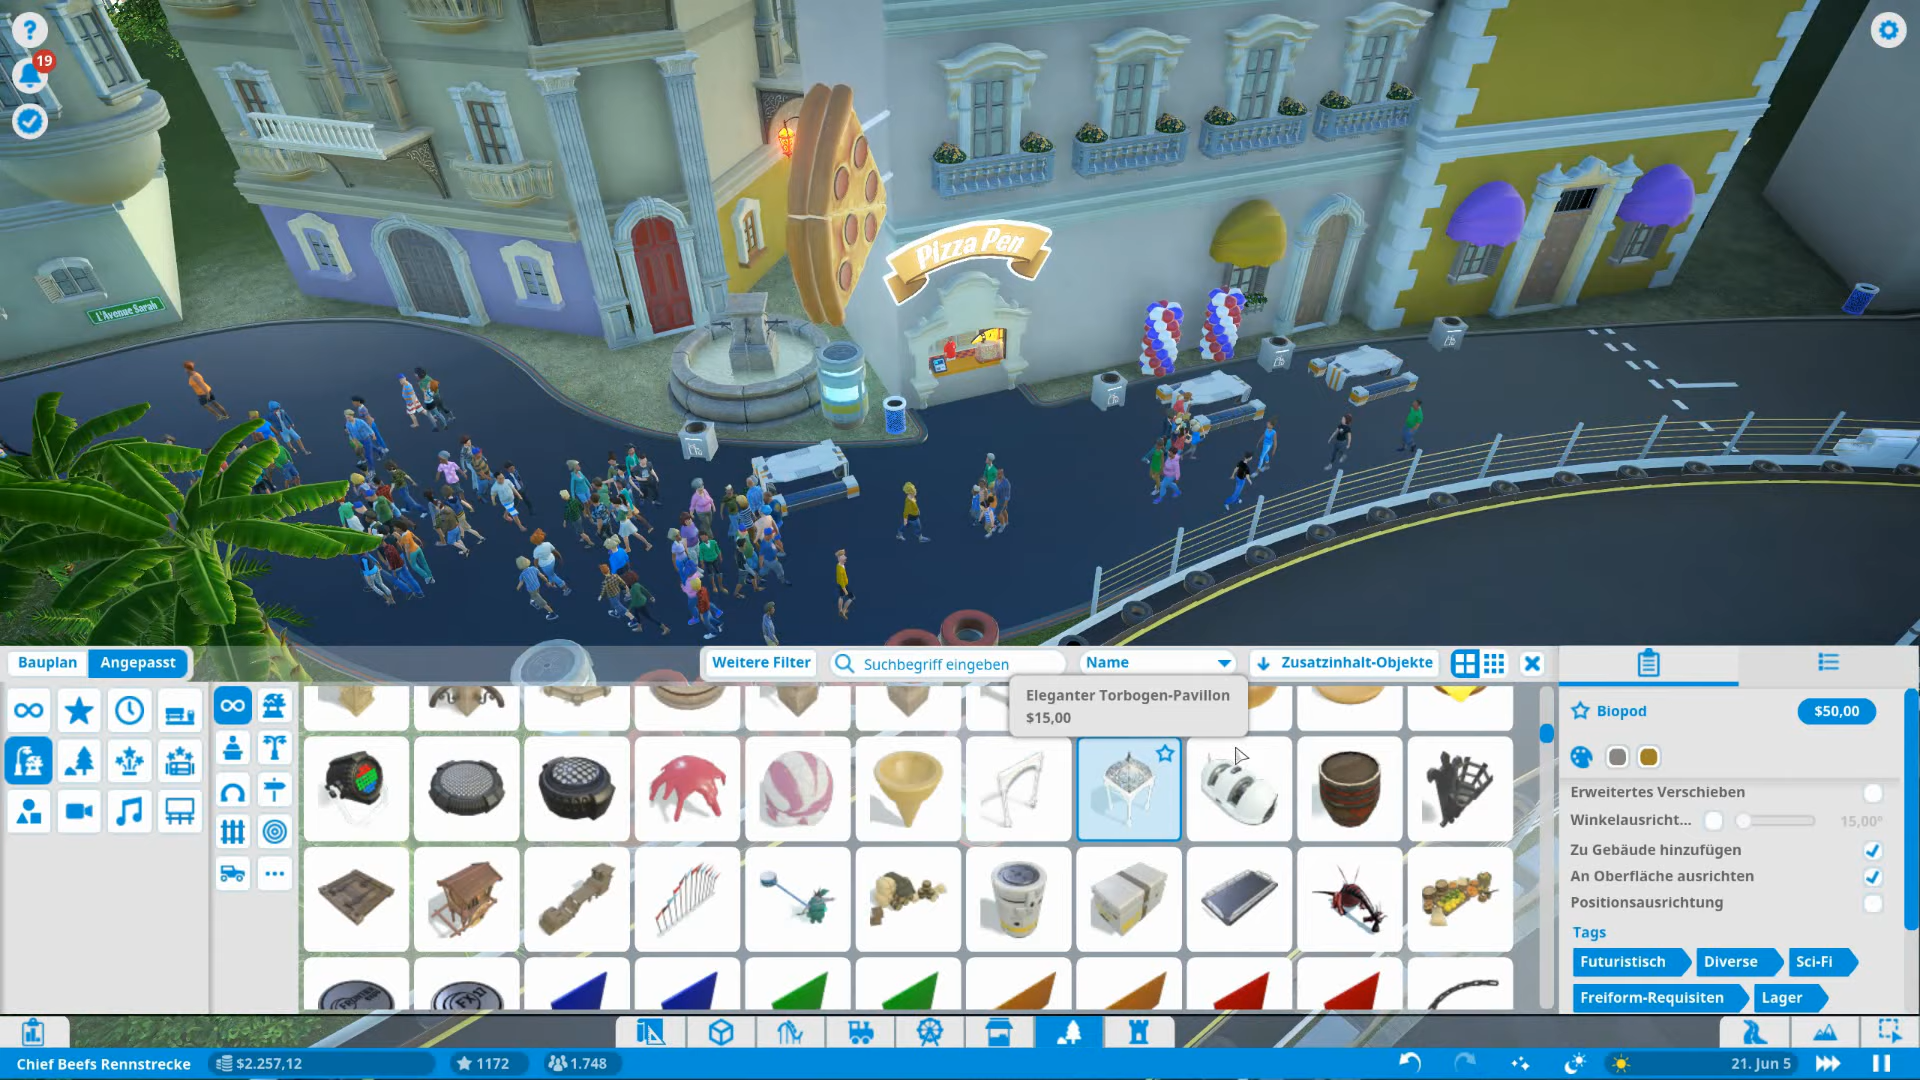 19
Pizza Pen
L'Avenue Sarah
Bauplan
Angepasst
Weitere Filter
Suchbegriff eingeben
Name
Zusatzinhalt-Objekte
Eleganter Torbogen-Pavillon
$15,00
Biopod
$50,00
Erweitertes Verschieben
Winkelausricht...
15,00°
Zu Gebäude hinzufügen
An Oberfläche ausrichten
Positionsausrichtung
Tags
Futuristisch
Diverse
Sci-Fi
Freiform-Requisiten
Lager
Chief Beefs Rennstrecke
$2.257,12
1172
1.748
21. Jun 5